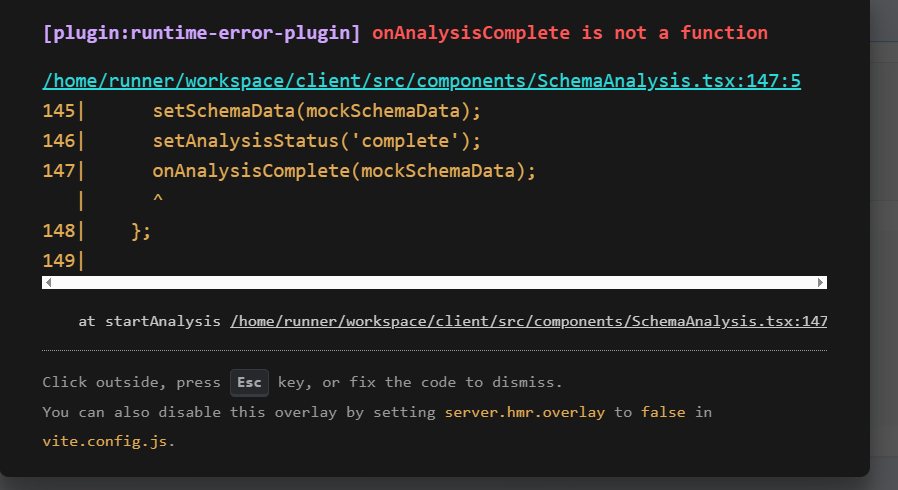 [plugin:runtime-error-plugin] onAnalysisComplete is not a function
/home/runner/workspace/client/src/components/SchemaAnalysis.tsx:147:5
145|      setSchemaData(mockSchemaData);
146|      setAnalysisStatus('complete');
147|      onAnalysisComplete(mockSchemaData);
   |      ^
148|    };
149|
at startAnalysis /home/runner/workspace/client/src/components/SchemaAnalysis.tsx:147
Click outside, press Esc key, or fix the code to dismiss.
You can also disable this overlay by setting server.hmr.overlay to false in
vite.config.js.